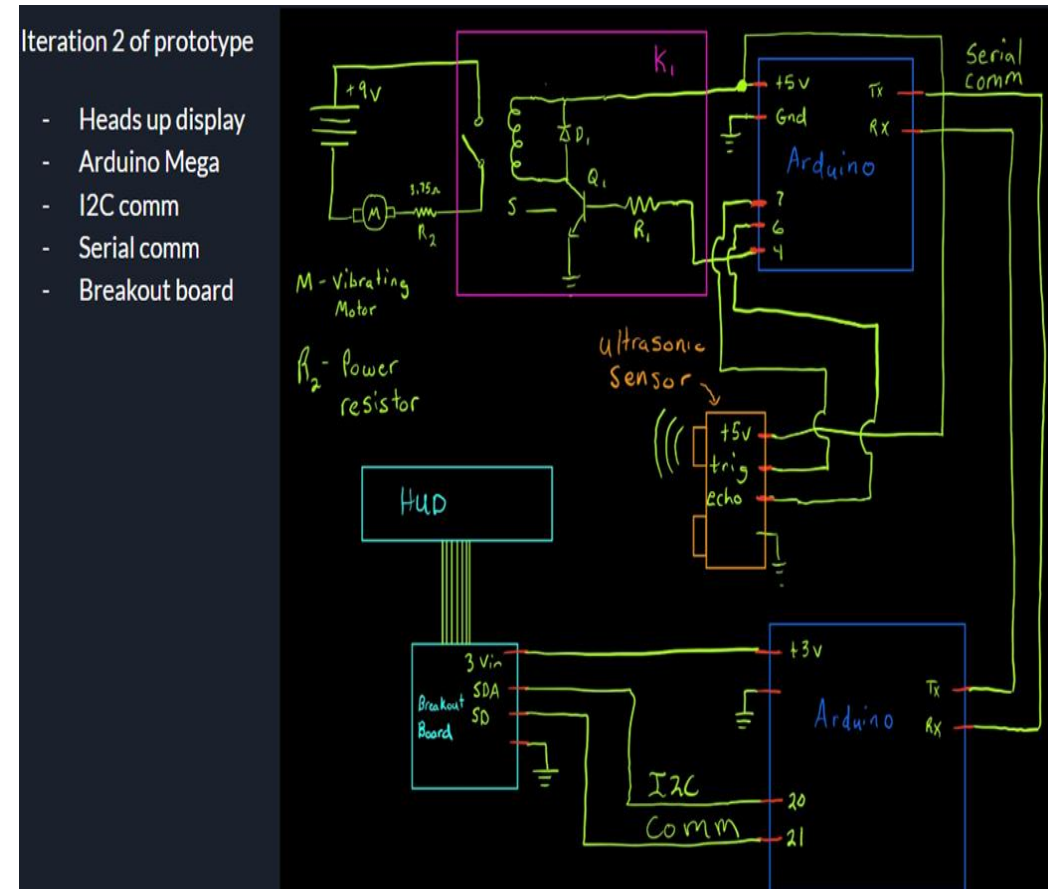 Iteration 2 of prototype
- Heads up display
- Arduino Mega
- I2C comm
- Serial comm
- Breakout board
+9v
M
3.75Ω
R2
M - Vibrating
Motor
R2 - Power
resistor
K1
D1
Q1
S
R1
+5v
Gnd
Arduino
7
6
4
Tx
RX
Serial
comm
Ultrasonic
Sensor
+5v
trig
echo
HUD
3 Vin
SDA
SD
Breakout
Board
I2C
Comm
+3v
Arduino
20
21
Tx
RX